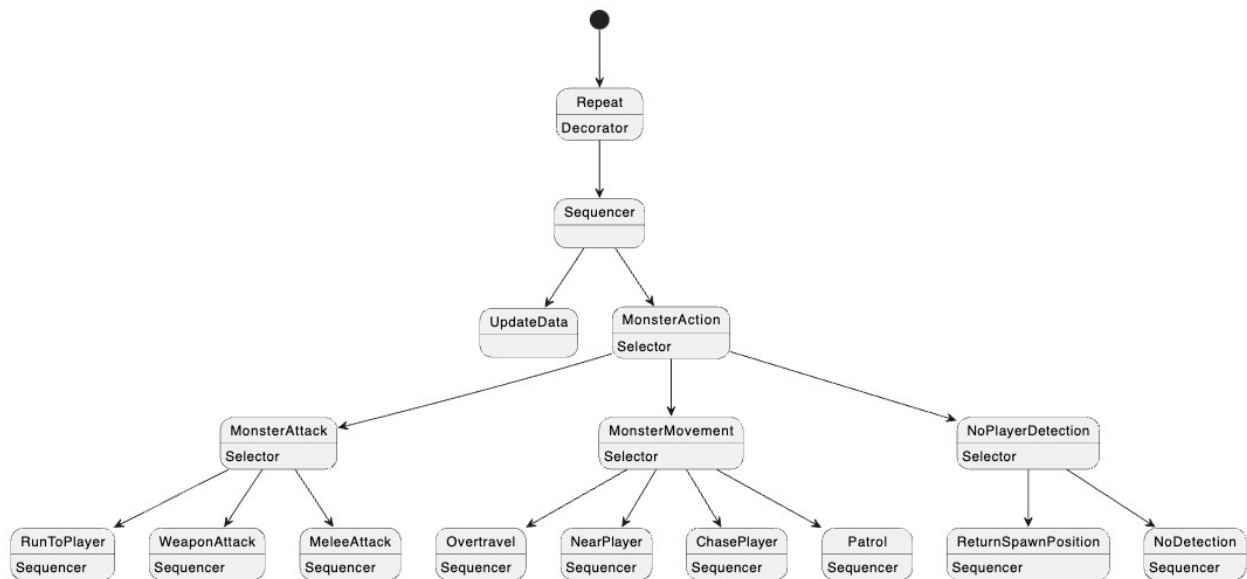 Repeat
Decorator
Sequencer
UpdateData
MonsterAction
Selector
MonsterAttack
Selector
MonsterMovement
Selector
NoPlayerDetection
Selector
RunToPlayer
Sequencer
WeaponAttack
Sequencer
MeleeAttack
Sequencer
Overtravel
Sequencer
NearPlayer
Sequencer
ChasePlayer
Sequencer
Patrol
Sequencer
ReturnSpawnPosition
Sequencer
NoDetection
Sequencer